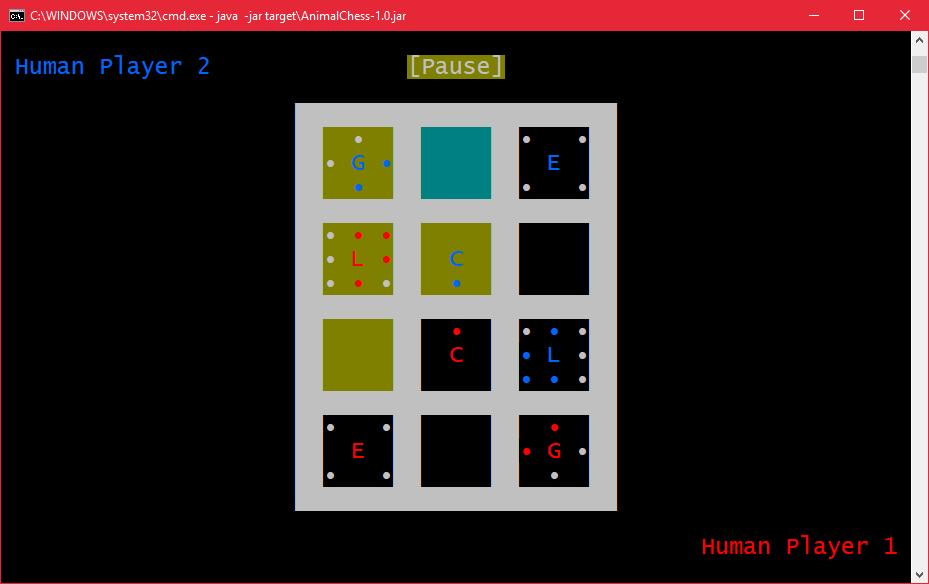 C:\WINDOWS\system32\cmd.exe - java  -jar target\AnimalChess-1.0.jar
Human Player 2 [Pause]
G E
L C
C L
E G
Human Player 1